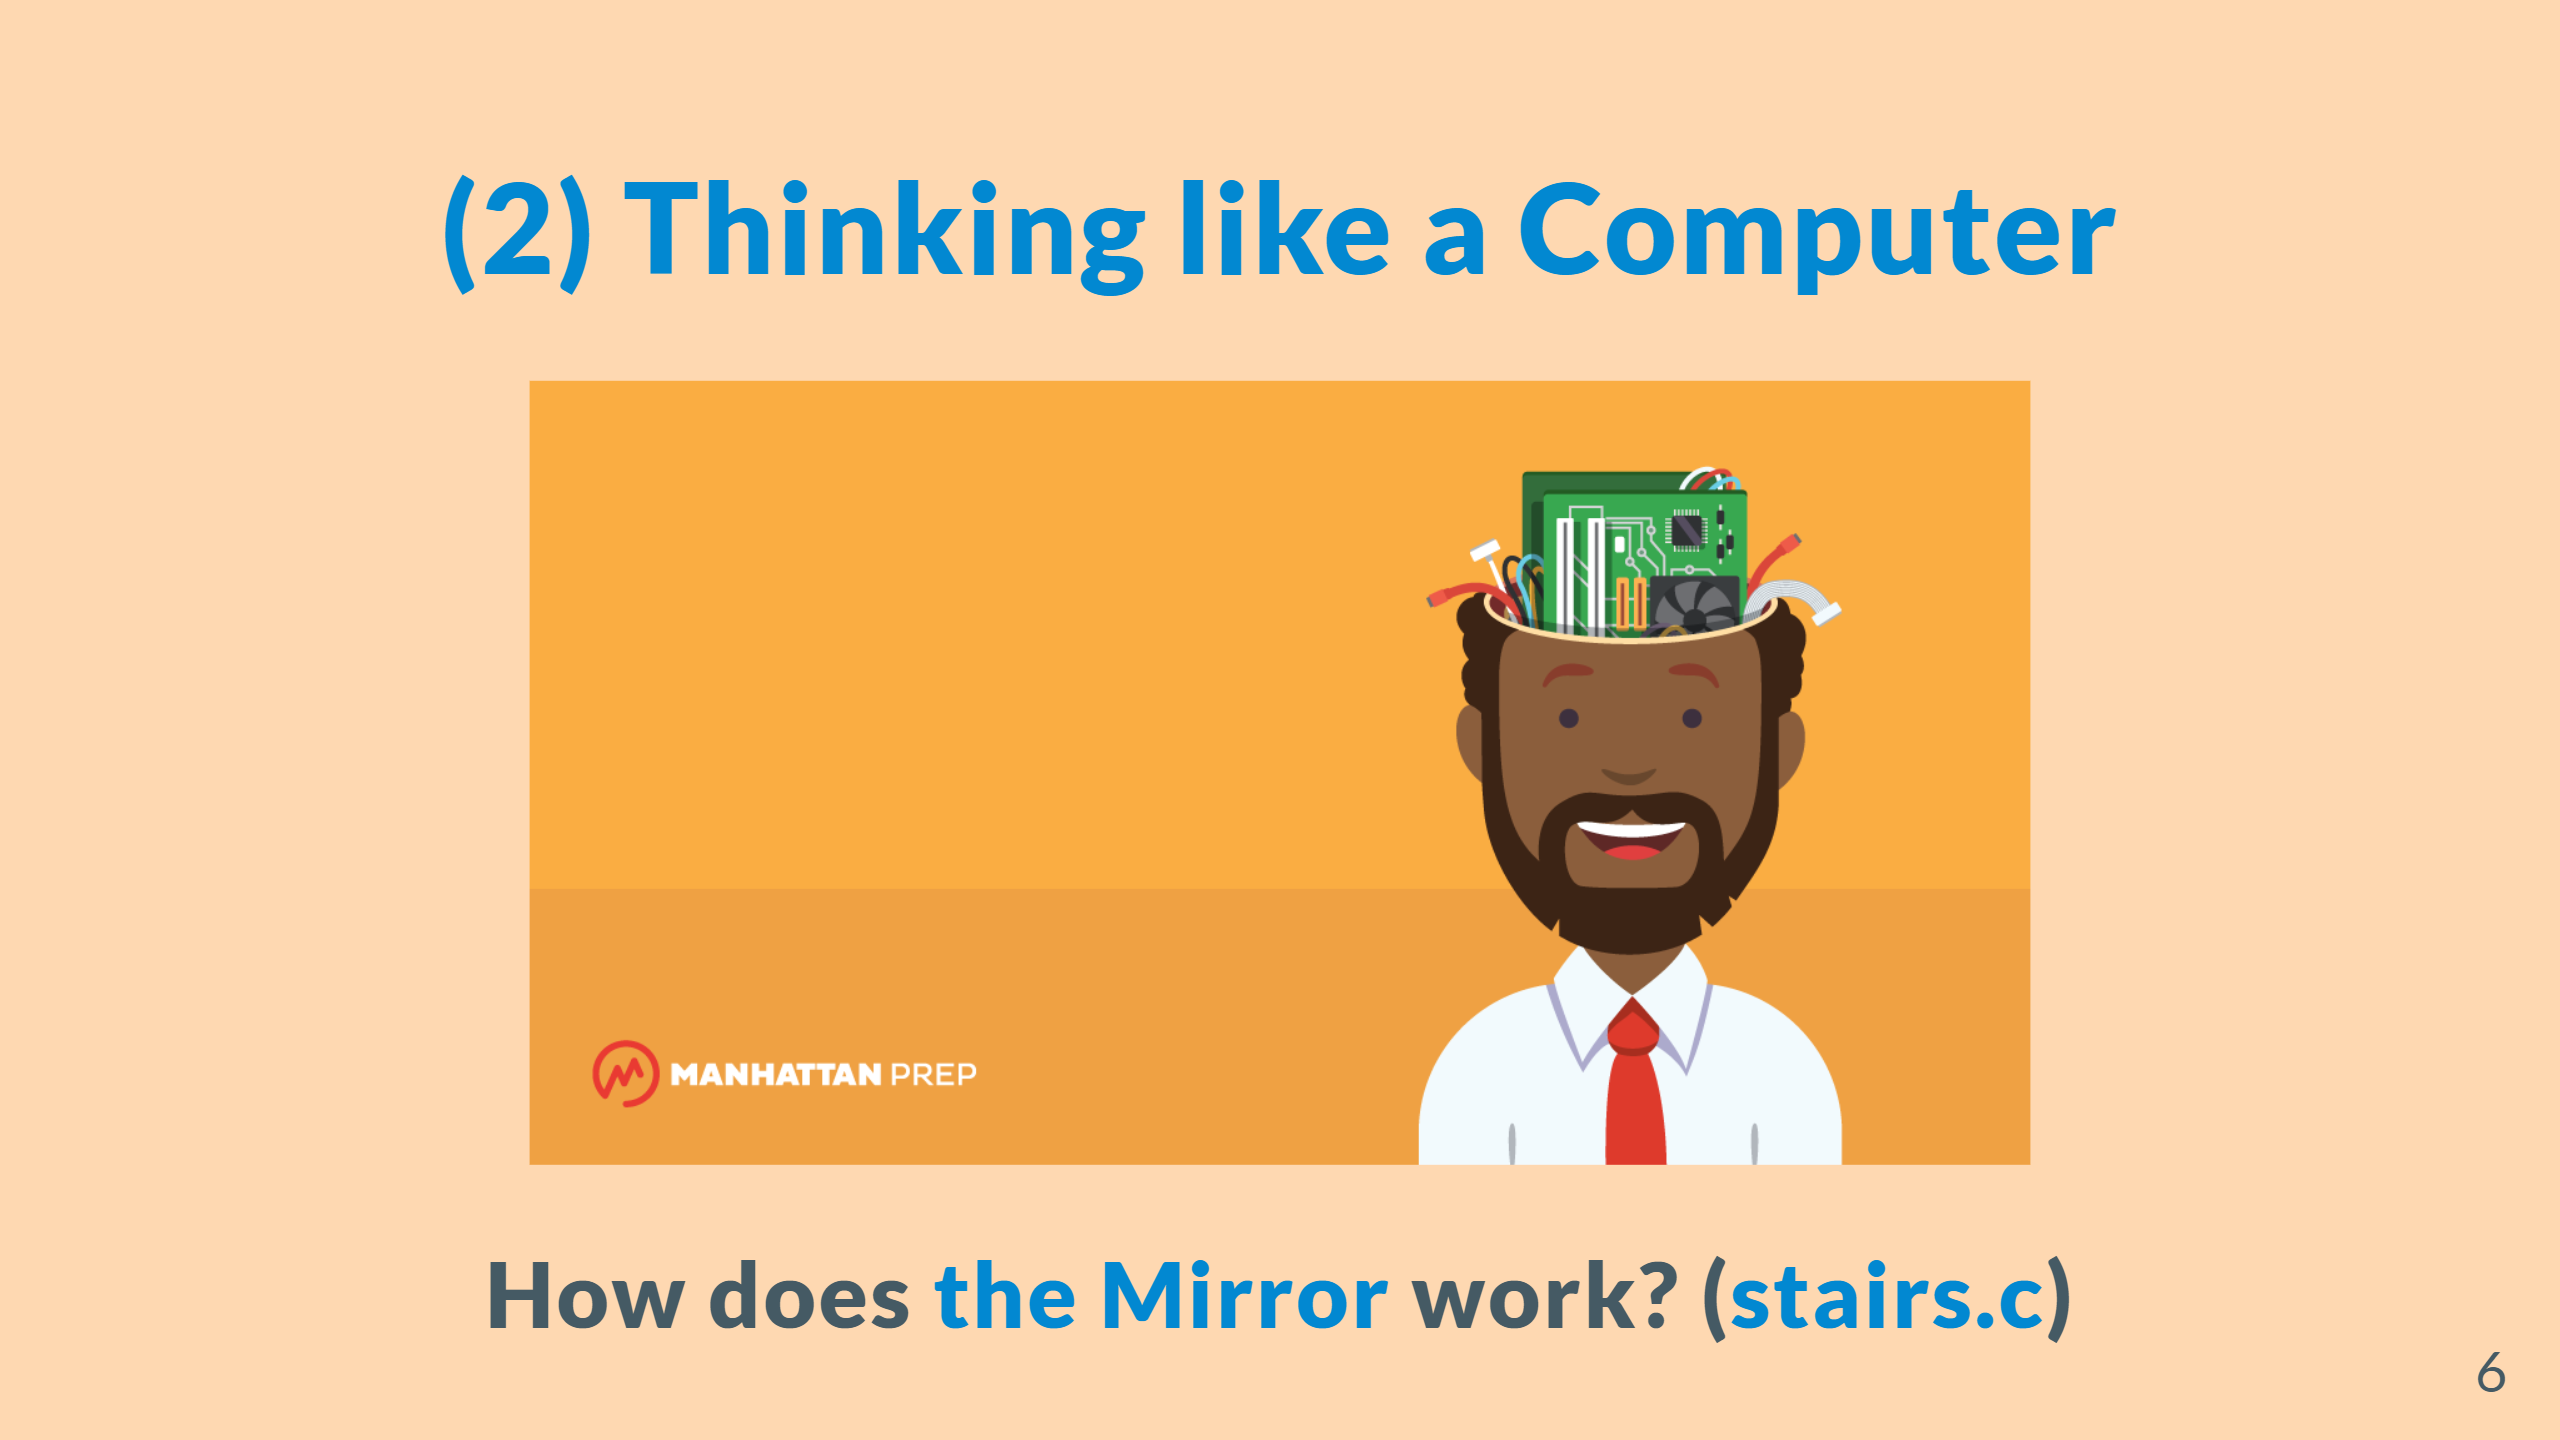 (2) Thinking like a Computer
MANHATTAN PREP
How does the Mirror work? (stairs.c)
6